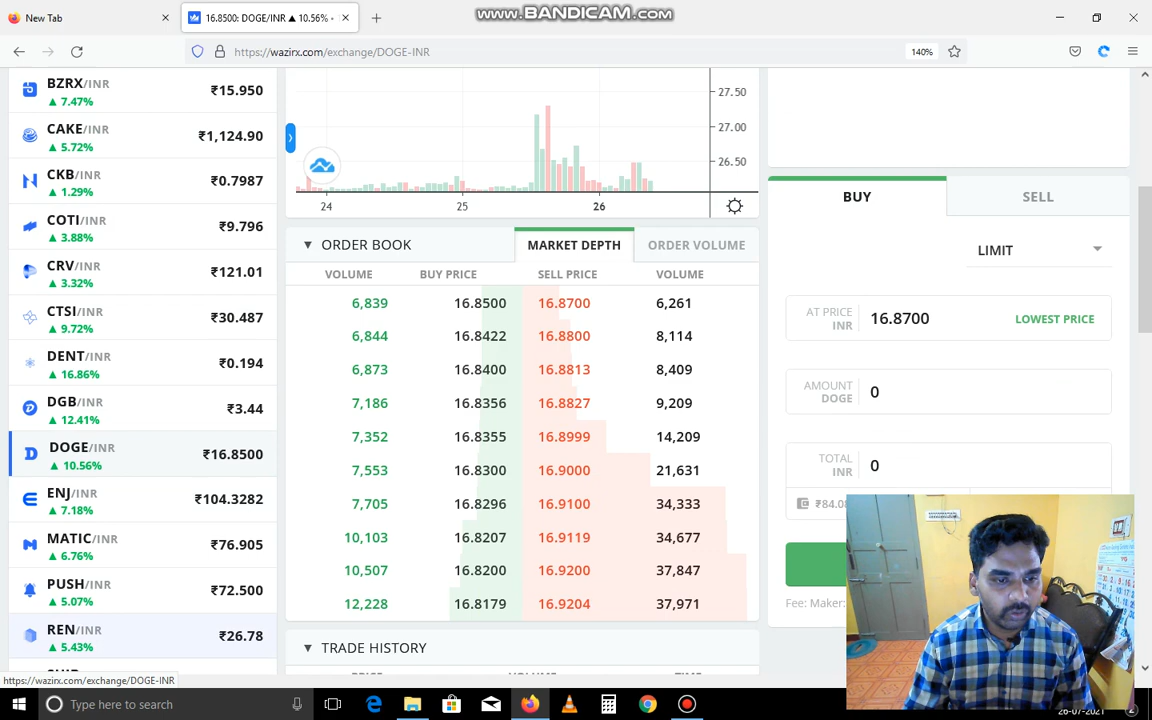 New Tab
16.8500: DOGE/INR ▲ 10.56%
www.BANDICAM.com
https://wazirx.com/exchange/DOGE-INR
140%
BZRX/INR
₹15.950
▲ 7.47%
CAKE/INR
₹1,124.90
▲ 5.72%
CKB/INR
₹0.7987
▲ 1.29%
COTI/INR
₹9.796
▲ 3.88%
CRV/INR
₹121.01
▲ 3.32%
CTSI/INR
₹30.487
▲ 9.72%
DENT/INR
₹0.194
▲ 16.86%
DGB/INR
₹3.44
▲ 12.41%
DOGE/INR
₹16.8500
▲ 10.56%
ENJ/INR
₹104.3282
▲ 7.18%
MATIC/INR
₹76.905
▲ 6.76%
PUSH/INR
₹72.500
▲ 5.07%
REN/INR
₹26.78
▲ 5.43%
https://wazirx.com/exchange/DOGE-INR
27.50
27.00
26.50
24 25 26
▼ ORDER BOOK MARKET DEPTH ORDER VOLUME
VOLUME BUY PRICE SELL PRICE VOLUME
6,839 16.8500 16.8700 6,261
6,844 16.8422 16.8800 8,114
6,873 16.8400 16.8813 8,409
7,186 16.8356 16.8827 9,209
7,352 16.8355 16.8999 14,209
7,553 16.8300 16.9000 21,631
7,705 16.8296 16.9100 34,333
10,103 16.8207 16.9119 34,677
10,507 16.8200 16.9200 37,847
12,228 16.8179 16.9204 37,971
▼ TRADE HISTORY
BUY SELL
LIMIT
AT PRICE
INR
16.8700
LOWEST PRICE
AMOUNT
DOGE
0
TOTAL
INR
0
Fee: Maker:
Type here to search
26-07-2021